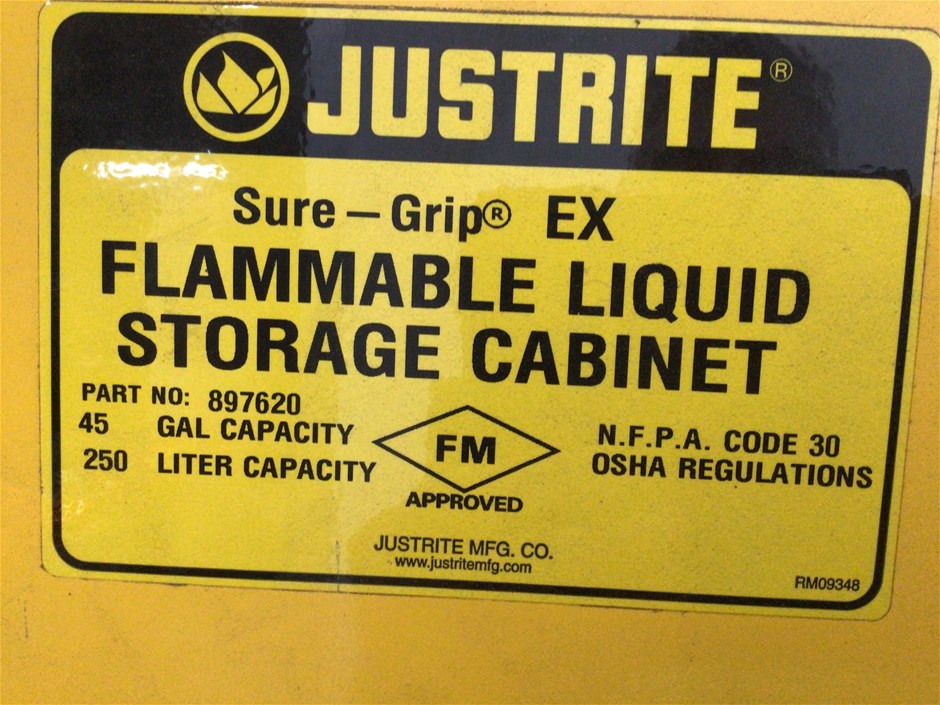 JUSTRITE®
Sure – Grip® EX
FLAMMABLE LIQUID
STORAGE CABINET
PART NO: 897620
45 GAL CAPACITY
250 LITER CAPACITY
FM
APPROVED
N.F.P.A. CODE 30
OSHA REGULATIONS
JUSTRITE MFG. CO.
www.justritemfg.com
RM09348